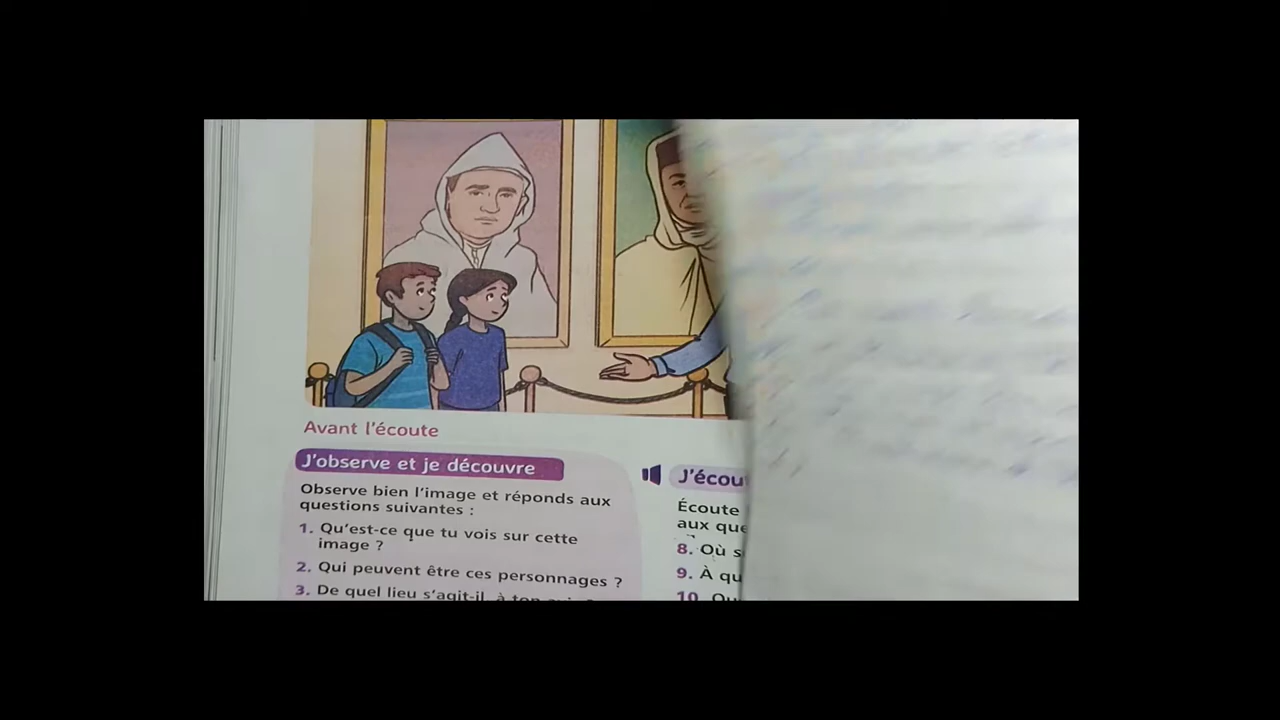 Avant l'écoute
J'observe et je découvre
Observe bien l'image et réponds aux
questions suivantes :
1. Qu'est-ce que tu vois sur cette
image ?
2. Qui peuvent être ces personnages ?
3. De quel lieu s'agit-il, à ton
J'écou
Écoute
aux que
8. Où s
9. À qu
10. Qu